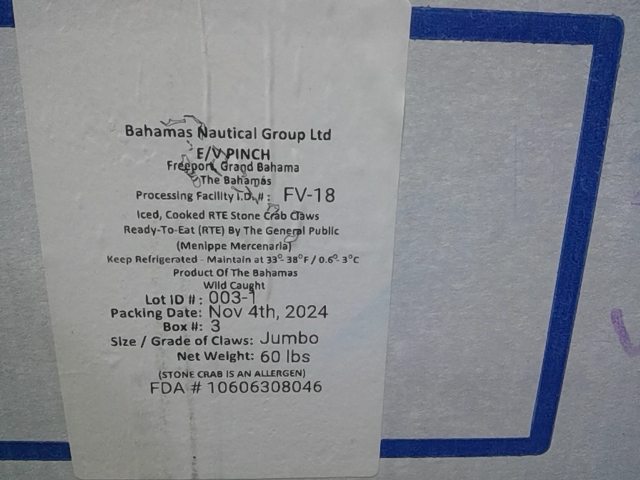 Bahamas Nautical Group Ltd
F/V PINCH
Freeport, Grand Bahama
The Bahamas
Processing Facility I.D. #: FV-18
Iced, Cooked RTE Stone Crab Claws
Ready-To-Eat (RTE) By The General Public
(Menippe Mercenaria)
Keep Refrigerated - Maintain at 33°- 38°F / 0.6°- 3°C
Product Of The Bahamas
Wild Caught
Lot ID #: 003-1
Packing Date: Nov 4th, 2024
Box #: 3
Size / Grade of Claws: Jumbo
Net Weight: 60 lbs
(STONE CRAB IS AN ALLERGEN)
FDA # 10606308046